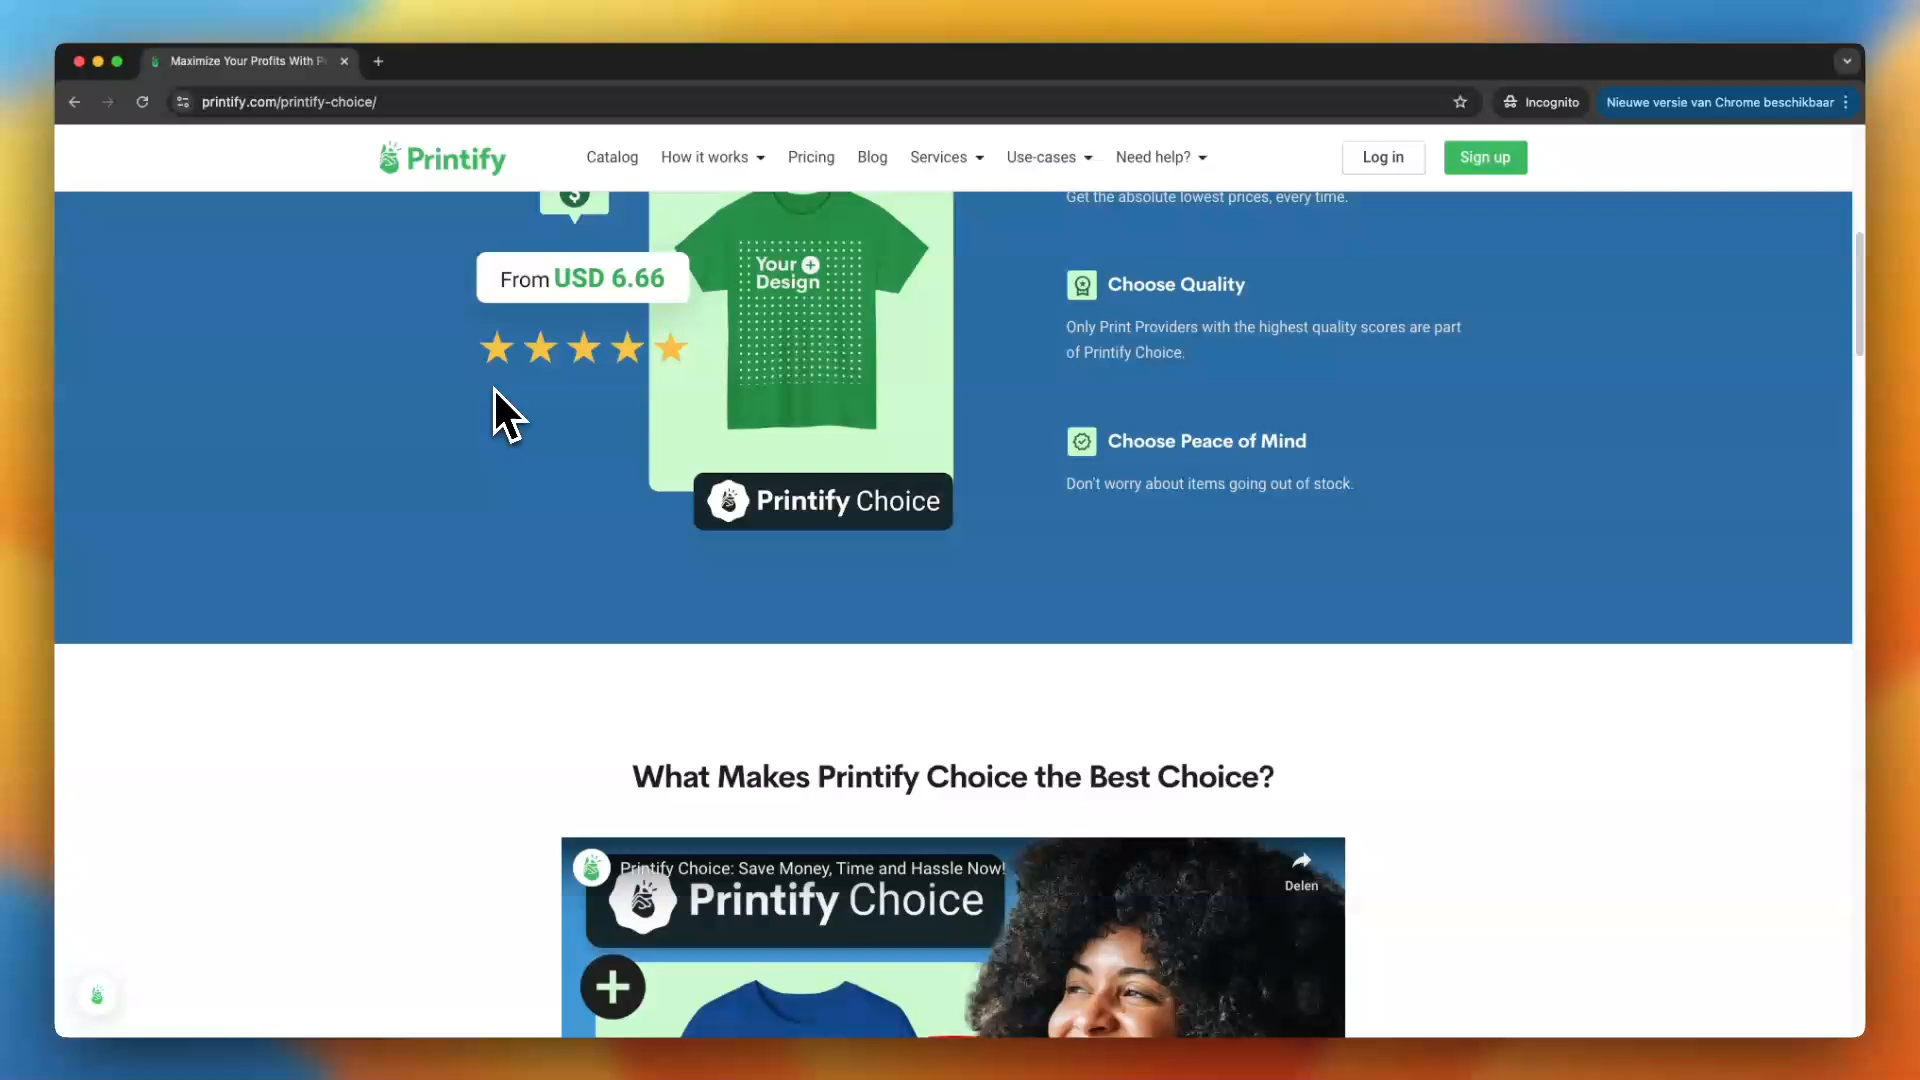 Maximize Your Profits With P
printify.com/printify-choice/
Incognito
Nieuwe versie van Chrome beschikbaar
Printify
Catalog
How it works
Pricing
Blog
Services
Use-cases
Need help?
Log in
Sign up
$
From USD 6.66
Your
Design
Printify Choice
Get the absolute lowest prices, every time.
Choose Quality
Only Print Providers with the highest quality scores are part
of Printify Choice.
Choose Peace of Mind
Don't worry about items going out of stock.
What Makes Printify Choice the Best Choice?
Printify Choice: Save Money, Time and Hassle Now!
Delen
Printify Choice